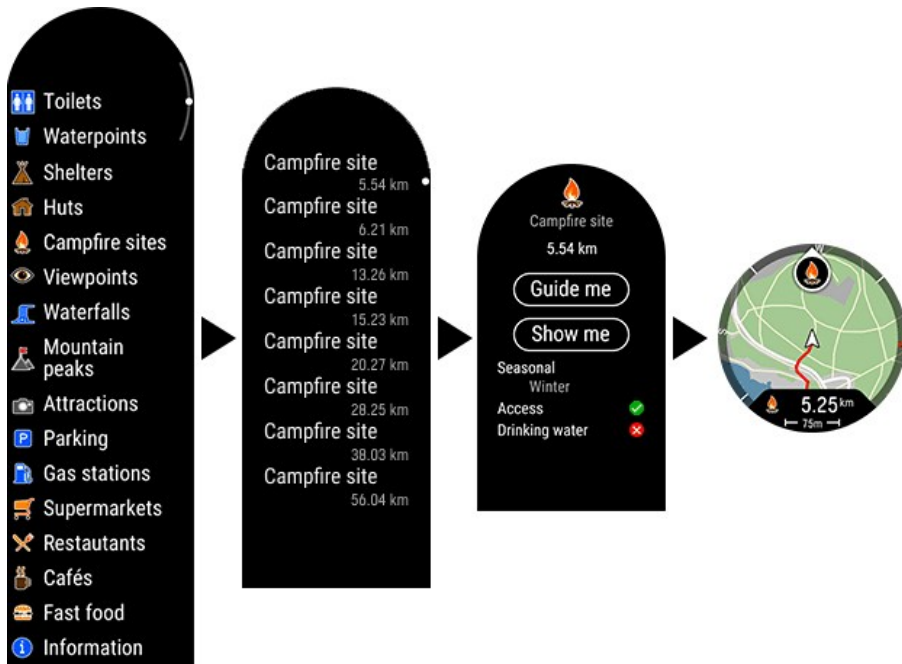 Toilets
Waterpoints
Shelters
Huts
Campfire sites
Viewpoints
Waterfalls
Mountain
peaks
Attractions
P Parking
Gas stations
Supermarkets
Restautants
Cafés
Fast food
i Information
Campfire site
5.54 km
Campfire site
6.21 km
Campfire site
13.26 km
Campfire site
15.23 km
Campfire site
20.27 km
Campfire site
28.25 km
Campfire site
38.03 km
Campfire site
56.04 km
Campfire site
5.54 km
Guide me
Show me
Seasonal
Winter
Access
Drinking water
5.25 km
75m